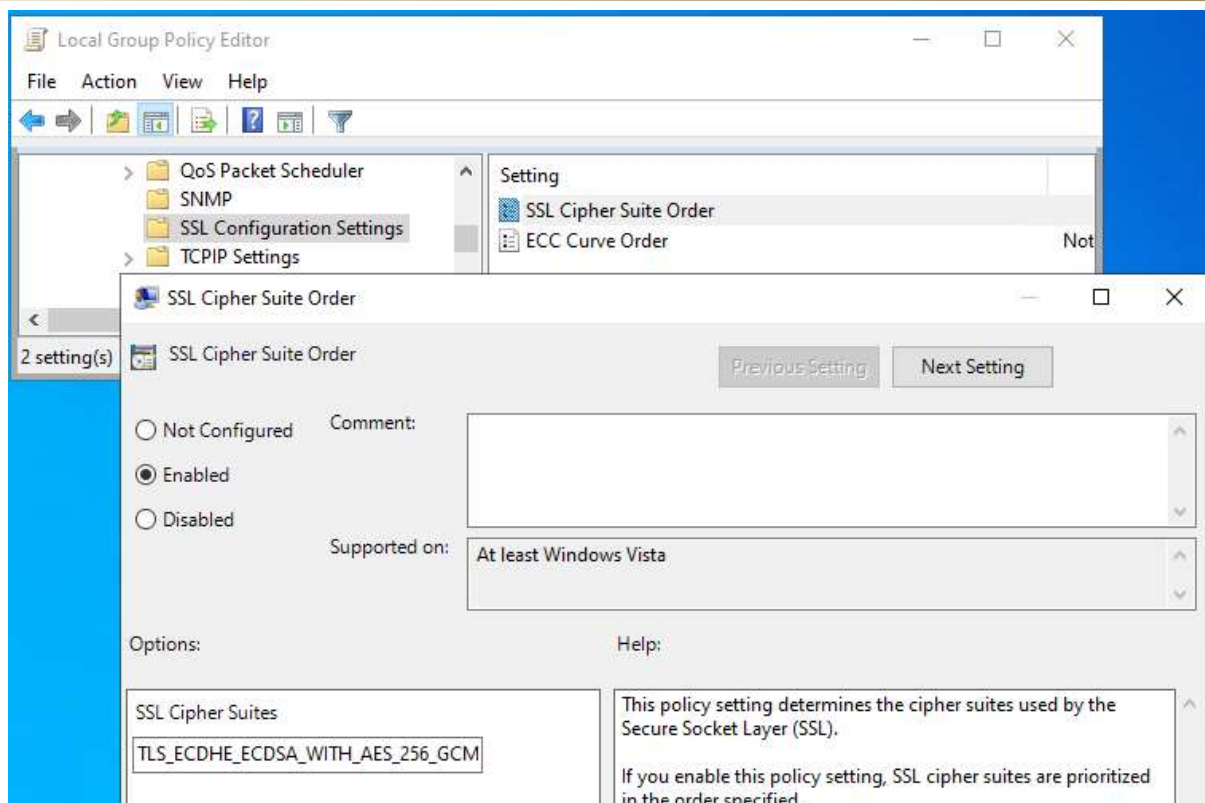 Local Group Policy Editor
File Action View Help
QoS Packet Scheduler
SNMP
SSL Configuration Settings
TCPIP Settings
Setting
SSL Cipher Suite Order
ECC Curve Order Not
2 setting(s)
SSL Cipher Suite Order
SSL Cipher Suite Order
Previous Setting Next Setting
Not Configured
Enabled
Disabled
Comment:
Supported on: At least Windows Vista
Options: Help:
SSL Cipher Suites
TLS_ECDHE_ECDSA_WITH_AES_256_GCM
This policy setting determines the cipher suites used by the
Secure Socket Layer (SSL).
If you enable this policy setting, SSL cipher suites are prioritized
in the order specified.